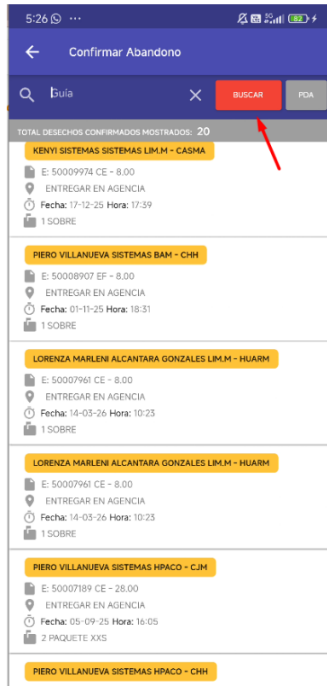 5:26 ...
5G 82
Confirmar Abandono
Guía BUSCAR PDA
TOTAL DESECHOS CONFIRMADOS MOSTRADOS: 20
KENYI SISTEMAS SISTEMAS LIM.M - CASMA
E: 50009974 CE - 8.00
ENTREGAR EN AGENCIA
Fecha: 17-12-25 Hora: 17:39
1 SOBRE
PIERO VILLANUEVA SISTEMAS BAM - CHH
E: 50008907 EF - 8.00
ENTREGAR EN AGENCIA
Fecha: 01-11-25 Hora: 18:31
1 SOBRE
LORENZA MARLENI ALCANTARA GONZALES LIM.M - HUARM
E: 50007961 CE - 8.00
ENTREGAR EN AGENCIA
Fecha: 14-03-26 Hora: 10:23
1 SOBRE
LORENZA MARLENI ALCANTARA GONZALES LIM.M - HUARM
E: 50007961 CE - 8.00
ENTREGAR EN AGENCIA
Fecha: 14-03-26 Hora: 10:23
1 SOBRE
PIERO VILLANUEVA SISTEMAS HPACO - CJM
E: 50007189 CE - 28.00
ENTREGAR EN AGENCIA
Fecha: 05-09-25 Hora: 16:05
2 PAQUETE XXS
PIERO VILLANUEVA SISTEMAS HPACO - CHH